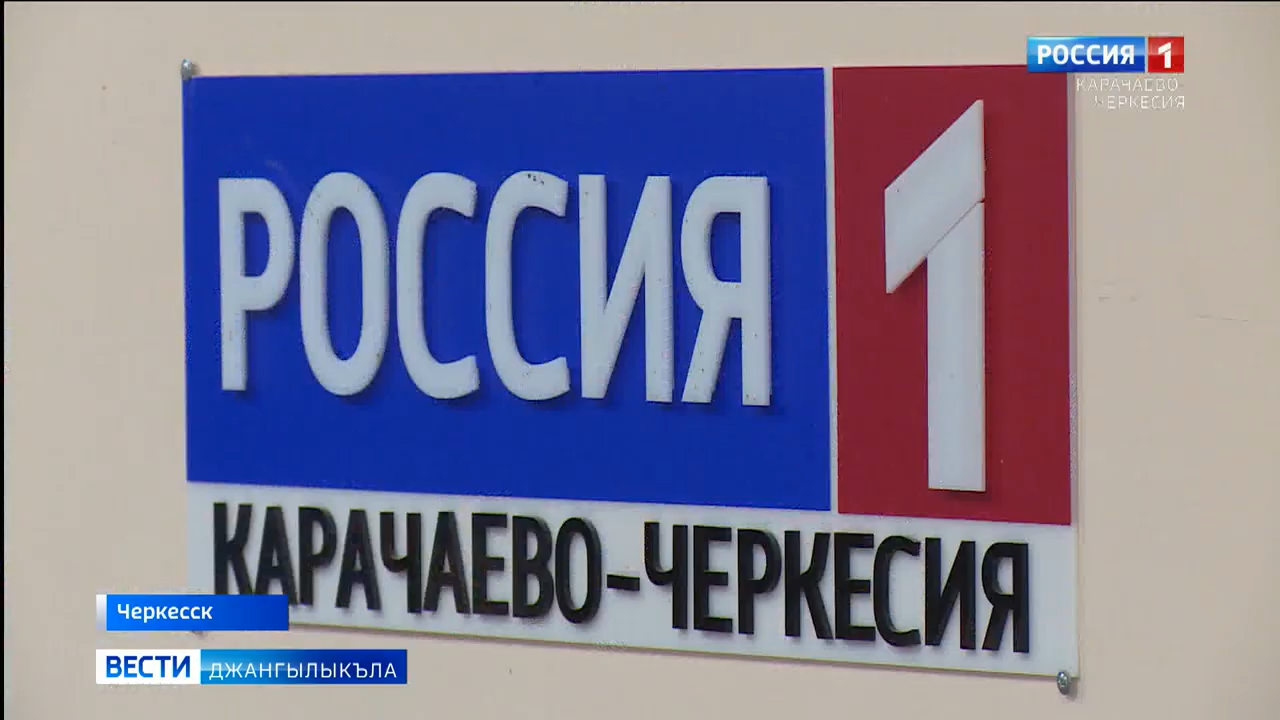 РОССИЯ 1
КАРАЧАЕВО-
ЧЕРКЕСИЯ
РОССИЯ 1
КАРАЧАЕВО-ЧЕРКЕСИЯ
Черкесск
ВЕСТИ ДЖАНГЫЛЫКЪЛА